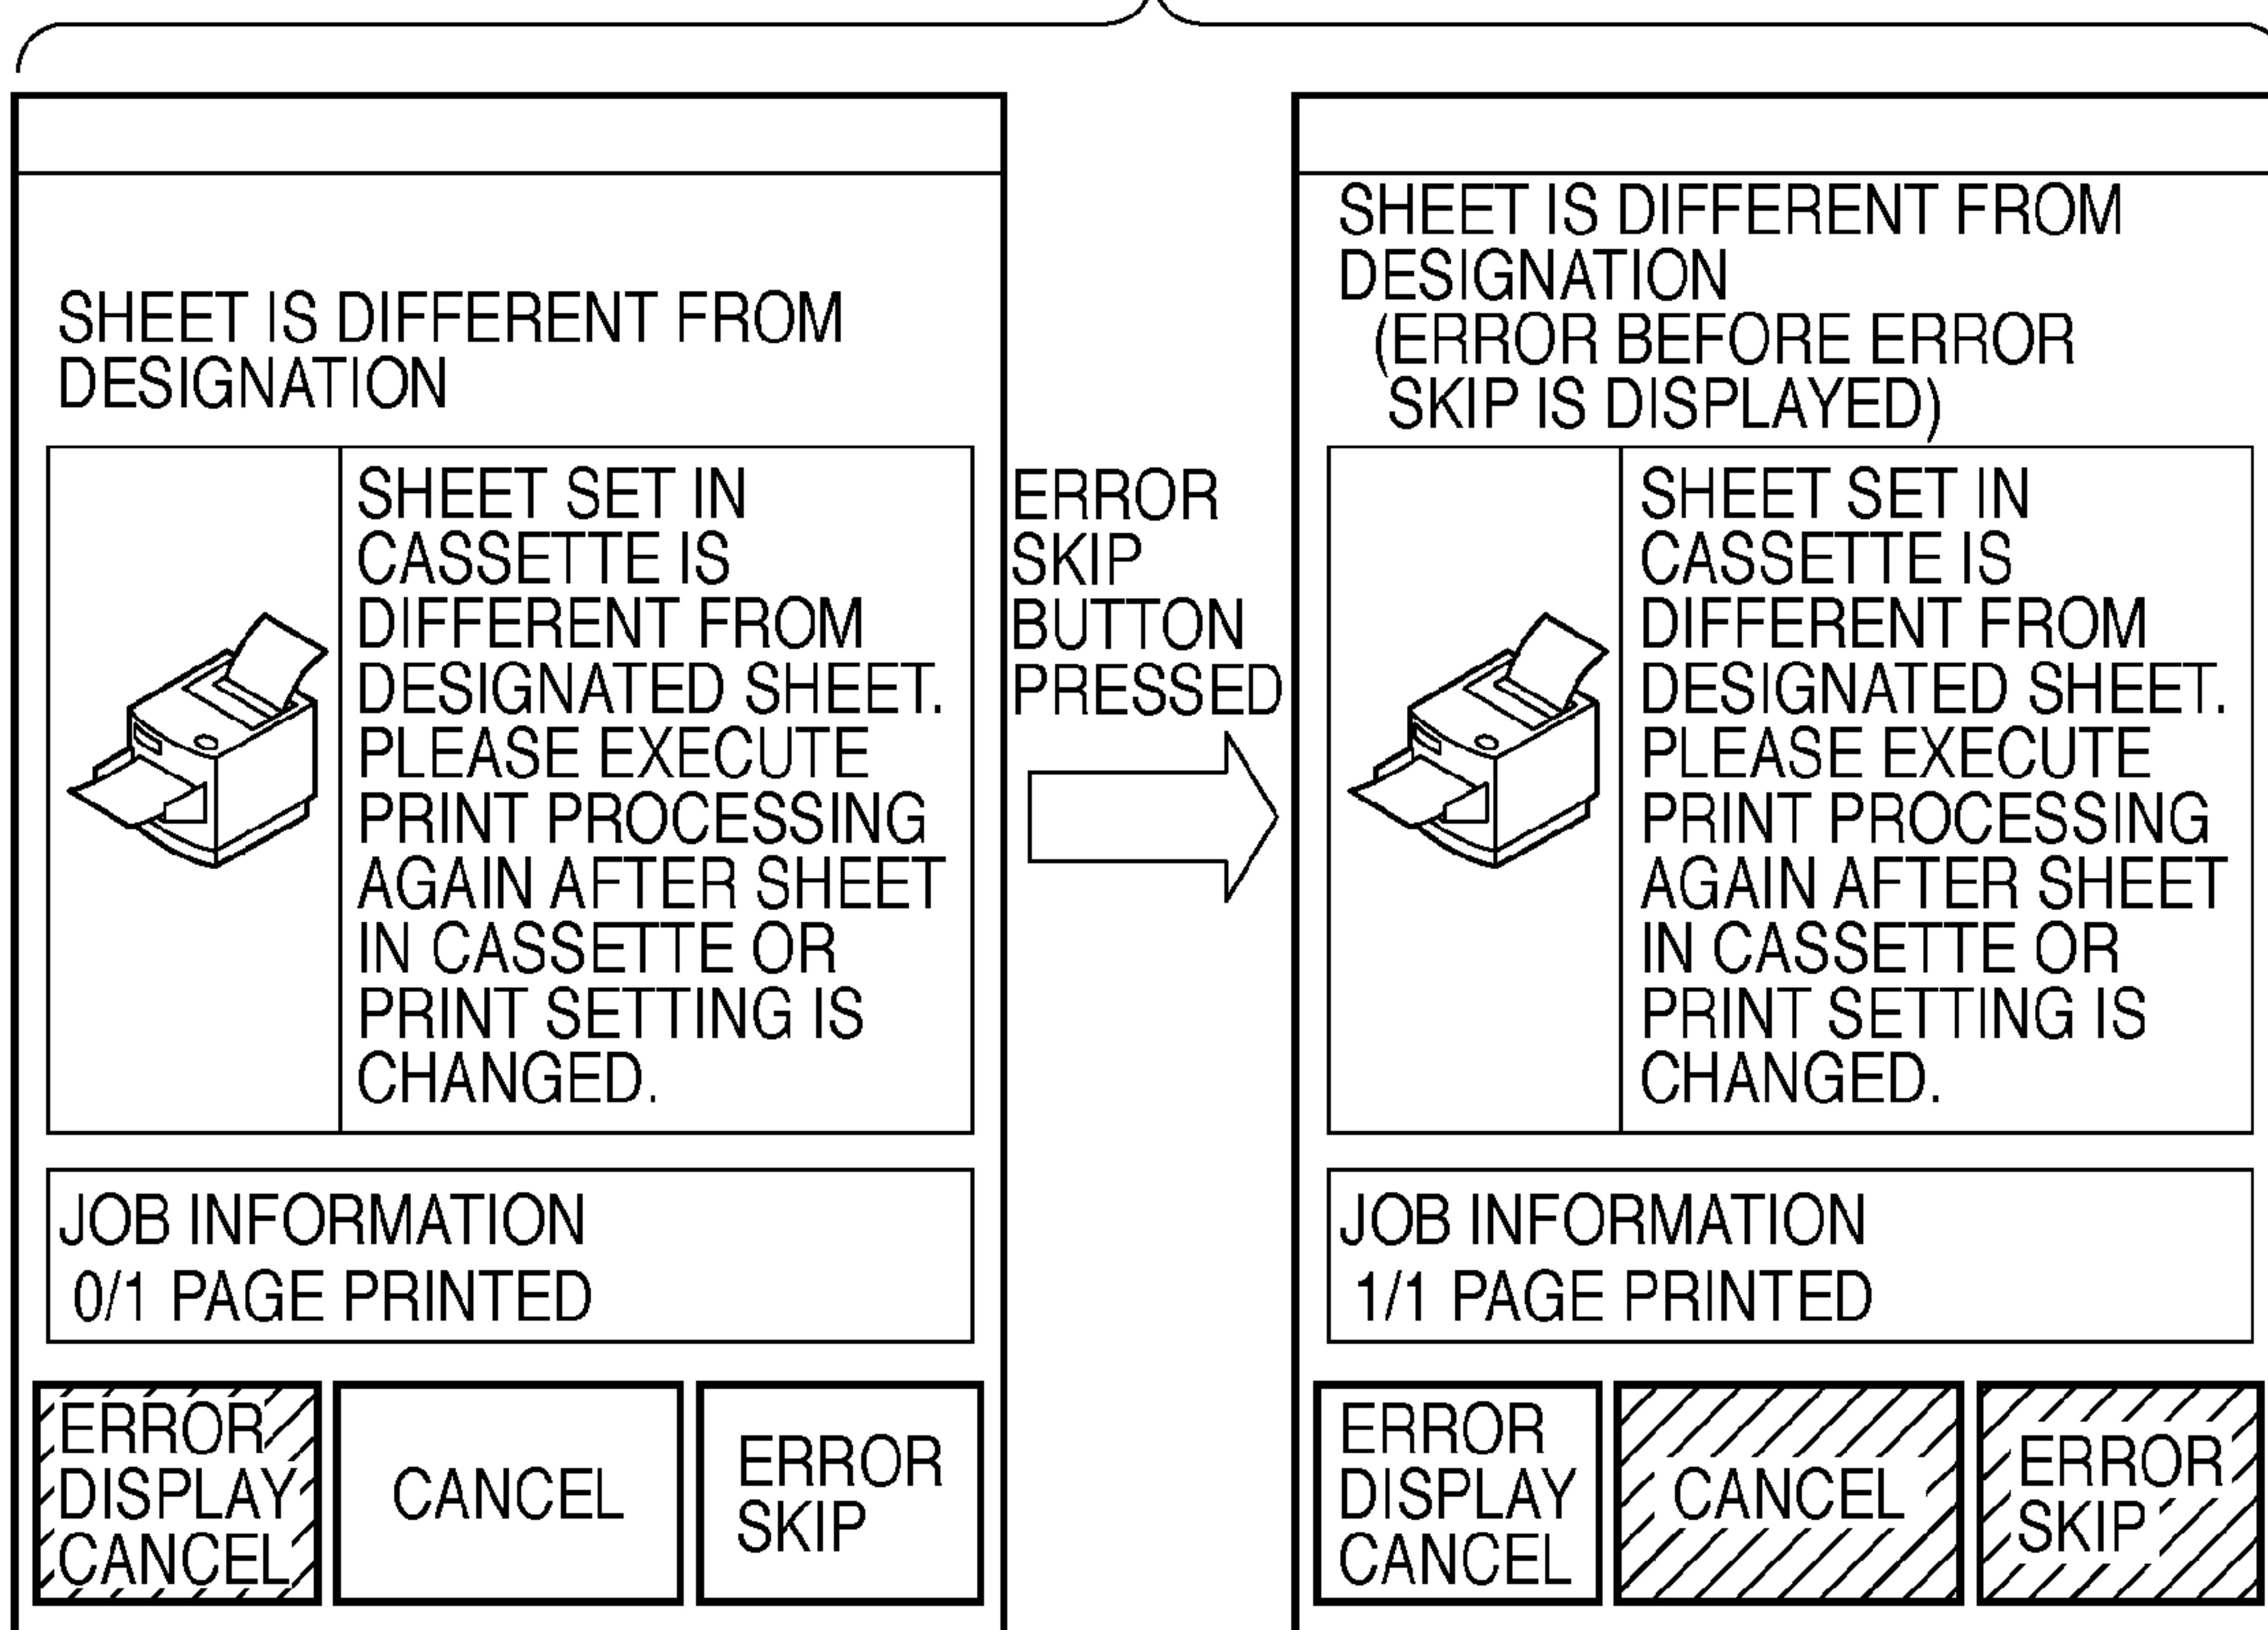 SHEET IS DIFFERENT FROM
DESIGNATION
SHEET SET IN
CASSETTE IS
DIFFERENT FROM
DESIGNATED SHEET.
PLEASE EXECUTE
PRINT PROCESSING
AGAIN AFTER SHEET
IN CASSETTE OR
PRINT SETTING IS
CHANGED.
JOB INFORMATION
0/1 PAGE PRINTED
ERROR
DISPLAY
CANCEL
CANCEL
ERROR
SKIP
ERROR
SKIP
BUTTON
PRESSED
SHEET IS DIFFERENT FROM
DESIGNATION
(ERROR BEFORE ERROR
SKIP IS DISPLAYED)
SHEET SET IN
CASSETTE IS
DIFFERENT FROM
DESIGNATED SHEET.
PLEASE EXECUTE
PRINT PROCESSING
AGAIN AFTER SHEET
IN CASSETTE OR
PRINT SETTING IS
CHANGED.
JOB INFORMATION
1/1 PAGE PRINTED
ERROR
DISPLAY
CANCEL
CANCEL
ERROR
SKIP